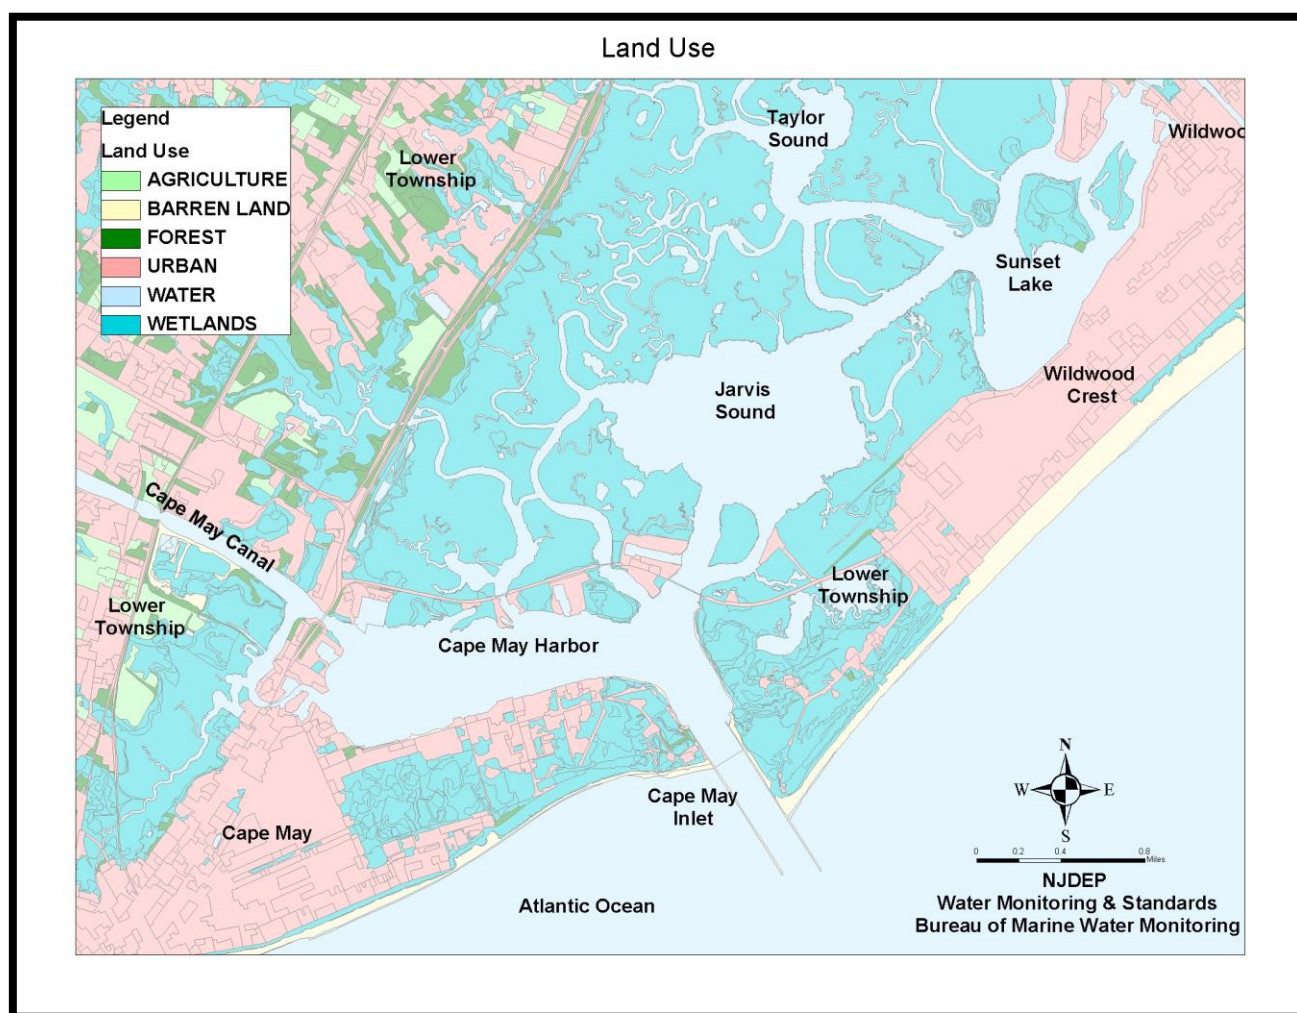 Land Use
Legend
Land Use
AGRICULTURE
BARREN LAND
FOREST
URBAN
WATER
WETLANDS
Lower
Township
Taylor
Sound
Wildwoo
Sunset
Lake
Jarvis
Sound
Wildwood
Crest
Cape May Canal
Lower
Township
Lower
Township
Cape May Harbor
Cape May
Inlet
Cape May
Atlantic Ocean
N
W
E
S
0 0.2 0.4 0.8
Miles
NJDEP
Water Monitoring & Standards
Bureau of Marine Water Monitoring